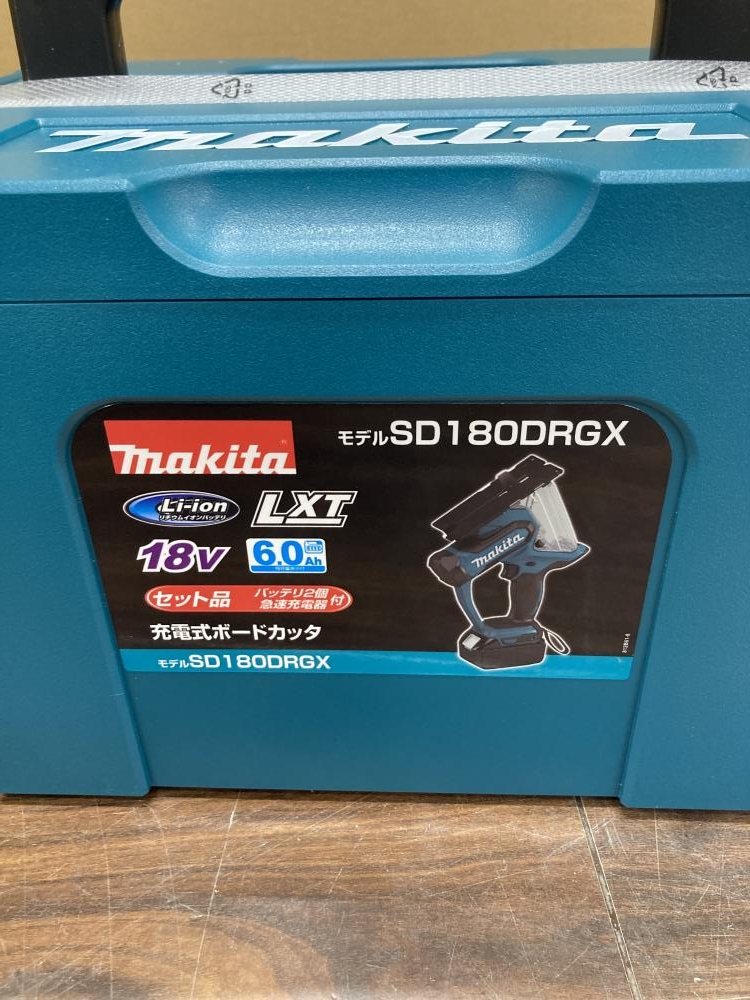 makita
makita
モデルSD180DRGX
Li-ion
リチウムイオンバッテリ
LXT
18V
6.0Ah
makita
セット品
バッテリ2個
急速充電器
付
充電式ボードカッタ
モデルSD180DRGX